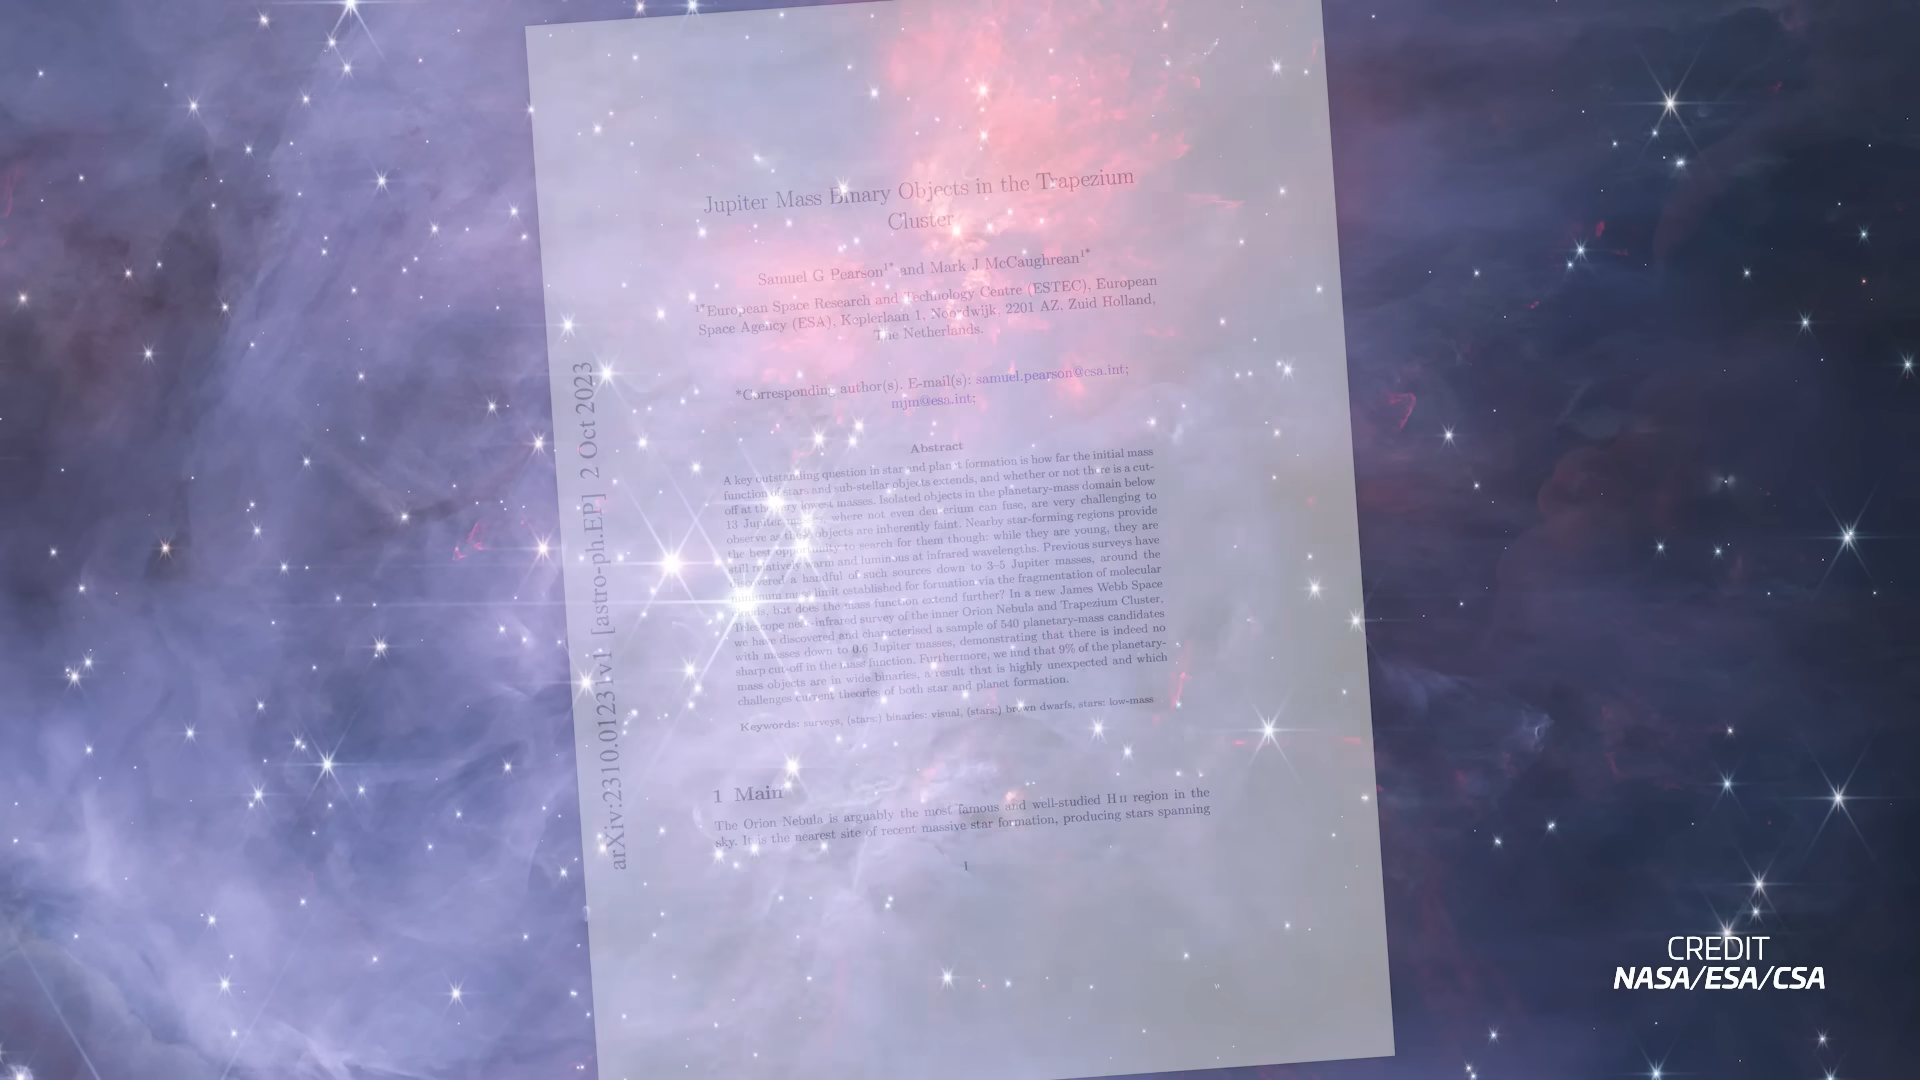 Jupiter Mass Binary Objects in the Trapezium
Cluster
Samuel G Pearson1* and Mark J McCaughrean1*
1*European Space Research and Technology Centre (ESTEC), European
Space Agency (ESA), Keplerlaan 1, Noordwijk, 2201 AZ, Zuid Holland,
The Netherlands.
*Corresponding author(s). E-mail(s): samuel.pearson@esa.int;
mjm@esa.int;
Abstract
A key outstanding question in star and planet formation is how far the initial mass
function of stars and sub-stellar objects extends, and whether or not there is a cut-
off at the very lowest masses. Isolated objects in the planetary-mass domain below
13 Jupiter masses, where not even deuterium can fuse, are very challenging to
observe as these objects are inherently faint. Nearby star-forming regions provide
the best opportunity to search for them though: while they are young, they are
still relatively warm and luminous at infrared wavelengths. Previous surveys have
discovered a handful of such sources down to 3–5 Jupiter masses, around the
minimum mass limit established for formation via the fragmentation of molecular
clouds, but does the mass function extend further? In a new James Webb Space
Telescope near-infrared survey of the inner Orion Nebula and Trapezium Cluster,
we have discovered and characterised a sample of 540 planetary-mass candidates
with masses down to 0.6 Jupiter masses, demonstrating that there is indeed no
sharp cut-off in the mass function. Furthermore, we find that 9% of the planetary-
mass objects are in wide binaries, a result that is highly unexpected and which
challenges current theories of both star and planet formation.
Keywords: surveys, (stars:) binaries: visual, (stars:) brown dwarfs, stars: low-mass
1 Main
The Orion Nebula is arguably the most famous and well-studied H II region in the
sky. It is the nearest site of recent massive star formation, producing stars spanning
1
arXiv:2310.01231v1 [astro-ph.EP] 2 Oct 2023
CREDIT
NASA/ESA/CSA